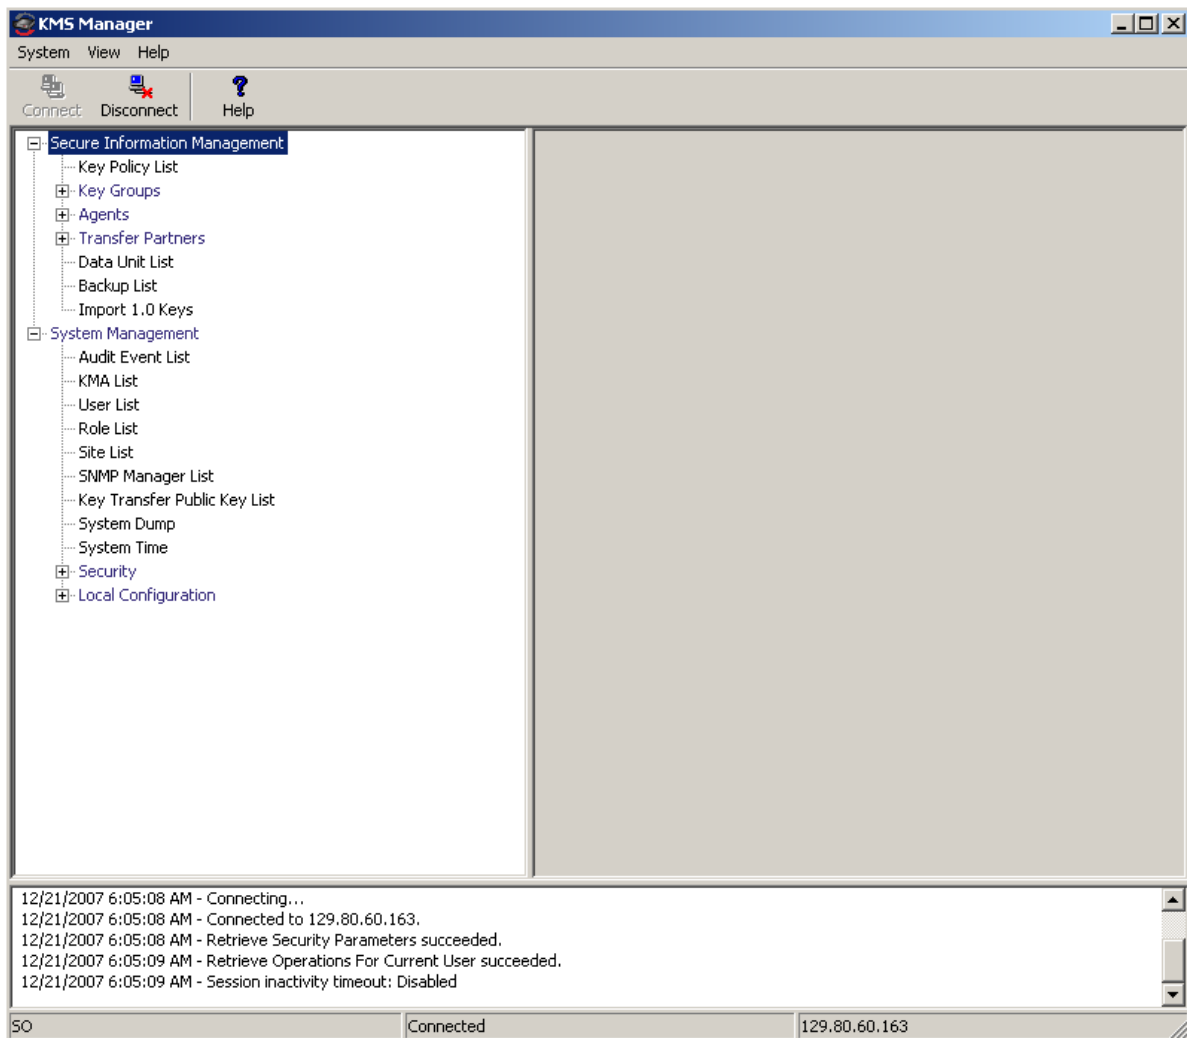 KMS Manager
System View Help
Connect Disconnect Help
Secure Information Management
Key Policy List
Key Groups
Agents
Transfer Partners
Data Unit List
Backup List
Import 1.0 Keys
System Management
Audit Event List
KMA List
User List
Role List
Site List
SNMP Manager List
Key Transfer Public Key List
System Dump
System Time
Security
Local Configuration
12/21/2007 6:05:08 AM - Connecting...
12/21/2007 6:05:08 AM - Connected to 129.80.60.163.
12/21/2007 6:05:08 AM - Retrieve Security Parameters succeeded.
12/21/2007 6:05:09 AM - Retrieve Operations For Current User succeeded.
12/21/2007 6:05:09 AM - Session inactivity timeout: Disabled
SO Connected 129.80.60.163